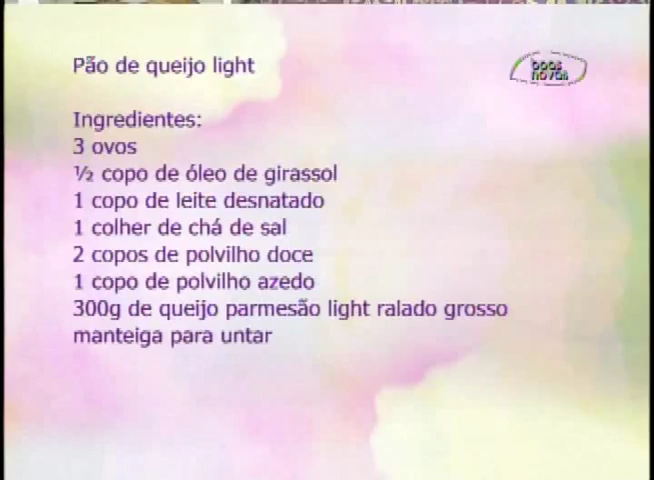 Pão de queijo light
boas
novas
Ingredientes:
3 ovos
½ copo de óleo de girassol
1 copo de leite desnatado
1 colher de chá de sal
2 copos de polvilho doce
1 copo de polvilho azedo
300g de queijo parmesão light ralado grosso
manteiga para untar